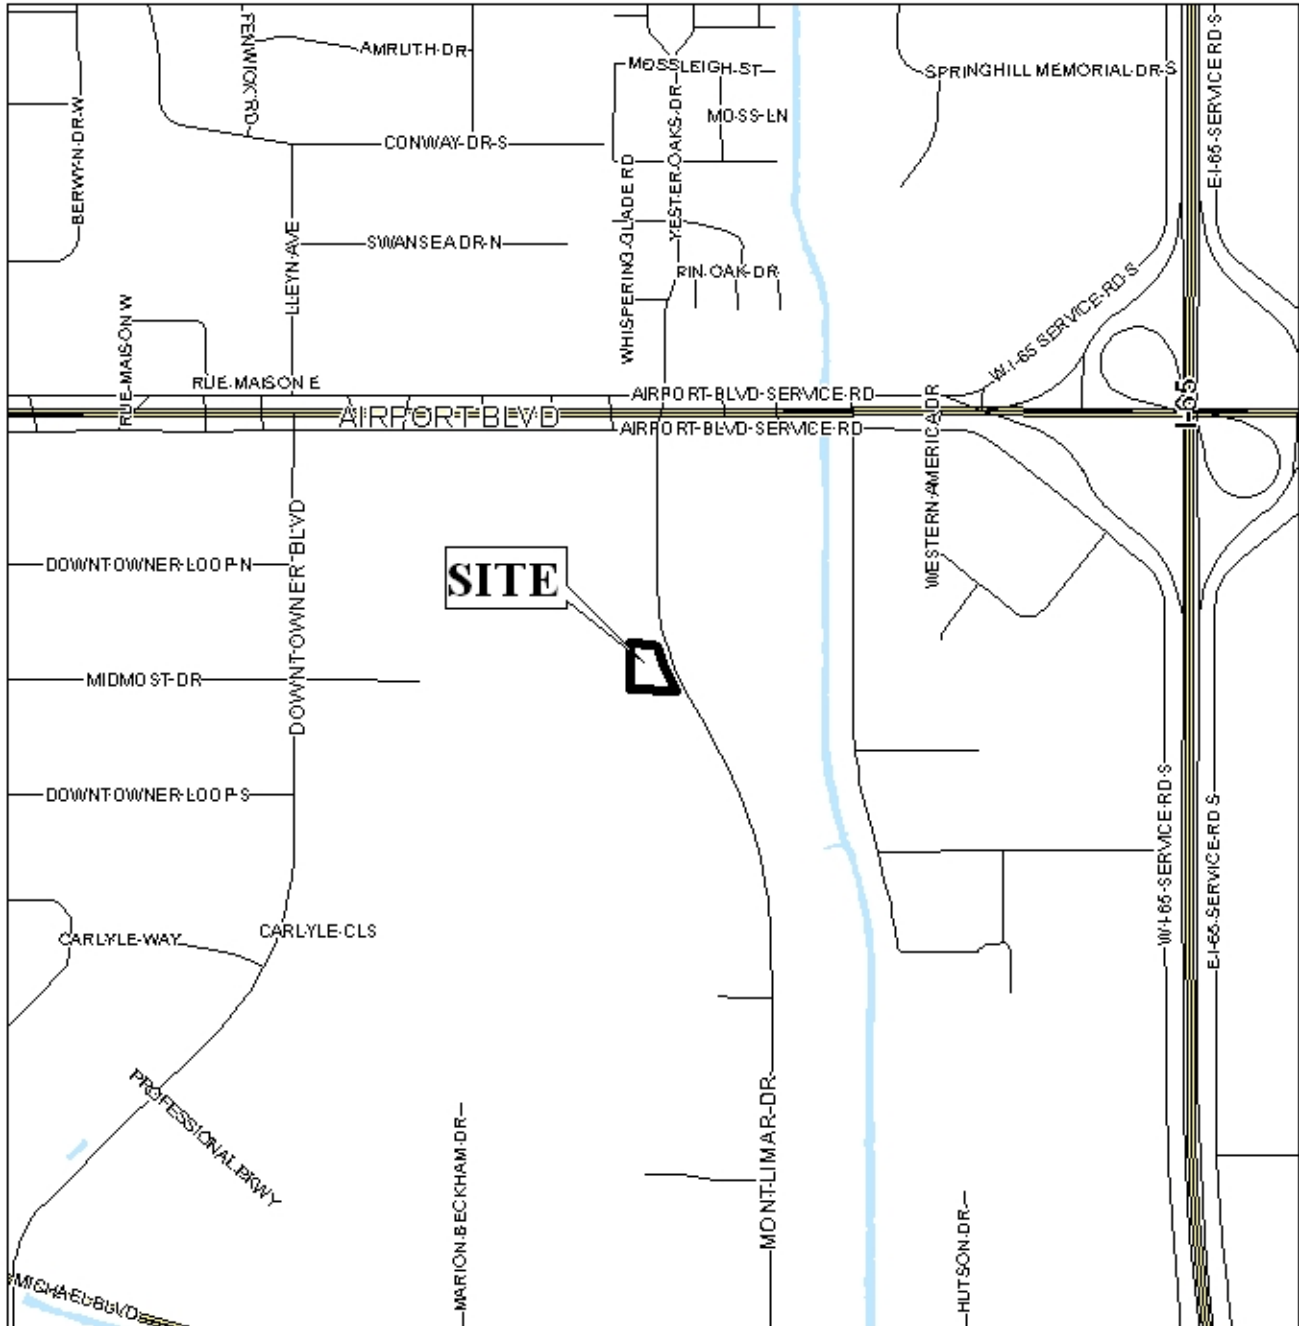 FENWICK RD
AMRUTH DR
MOSSLEIGH ST
SPRINGHILL MEMORIAL DR S
E I-65 SERVICE RD S
BERWYN DR W
YESTER OAKS DR
MOSS LN
CONWAY DR S
WHISPERING GLADE RD
LLEYN AVE
SWANSEA DR N
PIN OAK DR
W I-65 SERVICE RD S
RUE MAISON W
RUE MAISON E
AIRPORT BLVD SERVICE RD
I-65
AIRPORT BLVD
AIRPORT BLVD SERVICE RD
WESTERN AMERICA DR
DOWNTOWNER BLVD
DOWNTOWNER LOOP N
SITE
MIDMOST DR
DOWNTOWNER LOOP S
W I-65 SERVICE RD S
E I-65 SERVICE RD S
CARLYLE WAY
CARLYLE CLS
PROFESSIONAL PKWY
MARION BECKHAM DR
MONTLIMAR DR
HUTSON DR
MICHAEL BLVD